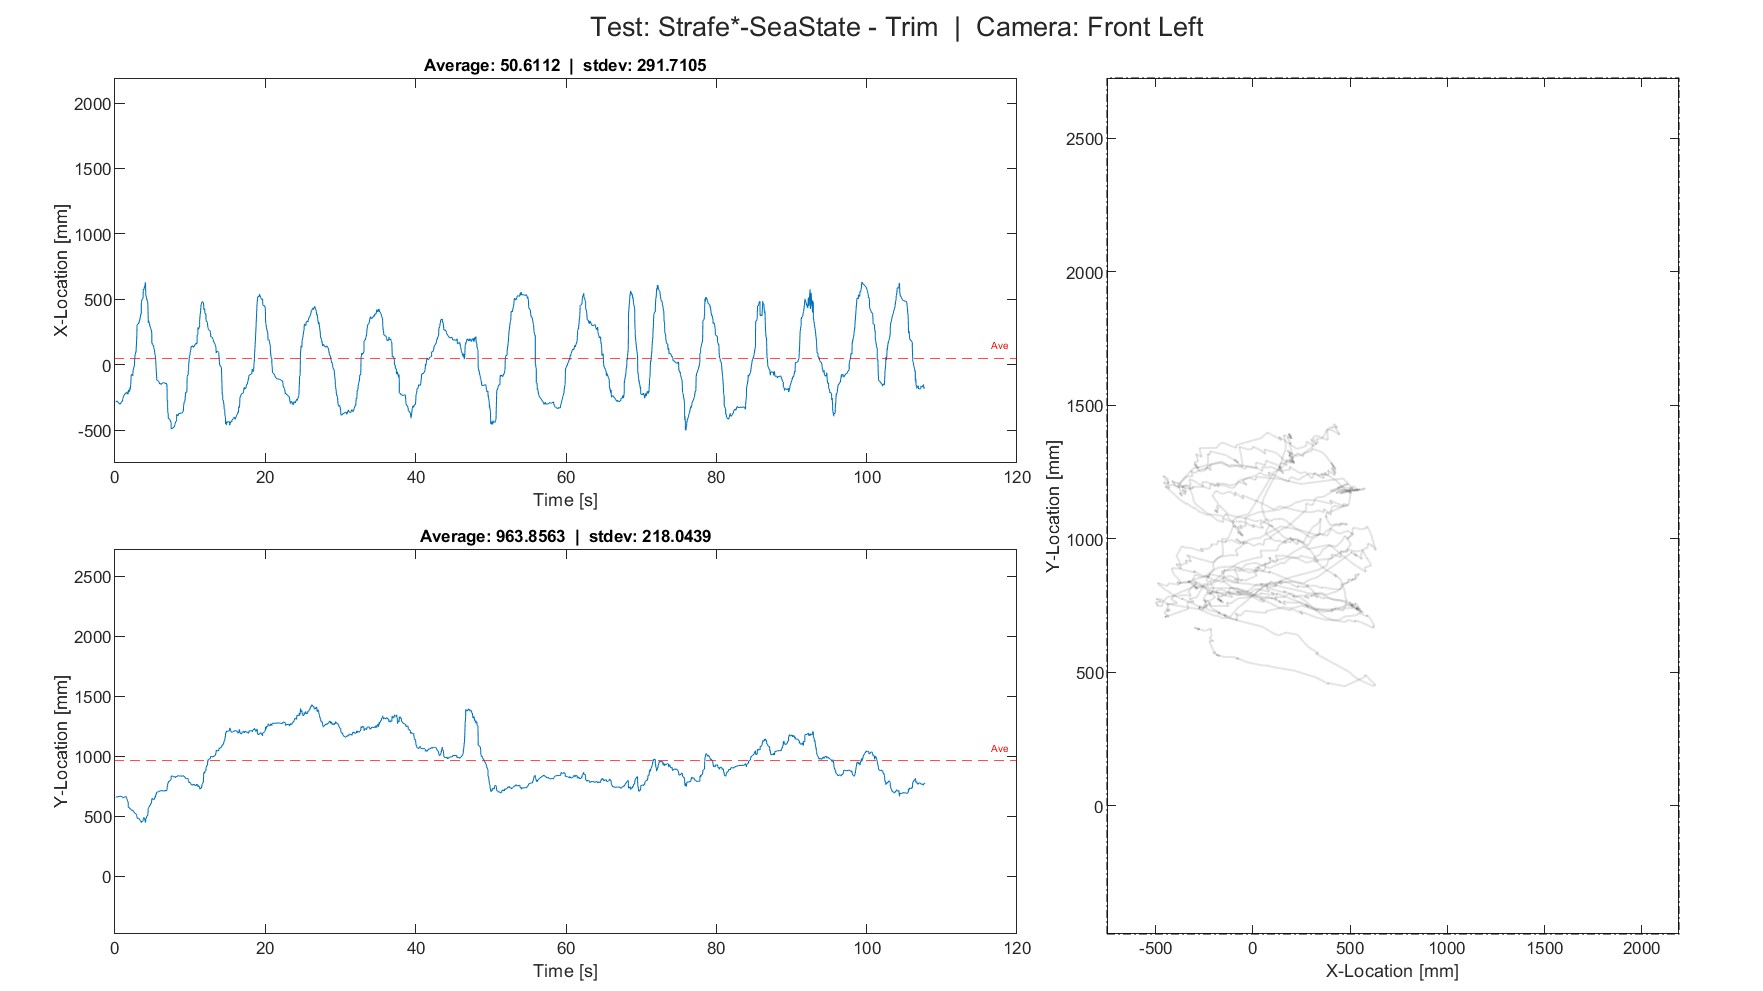 Test: Strafe*-SeaState - Trim | Camera: Front Left
Average: 50.6112 | stdev: 291.7105
2000
1500
1000
500
0
-500
X-Location [mm]
Ave
0 20 40 60 80 100 120
Time [s]
Average: 963.8563 | stdev: 218.0439
2500
2000
1500
1000
500
0
Y-Location [mm]
Ave
0 20 40 60 80 100 120
Time [s]
2500
2000
1500
1000
500
0
Y-Location [mm]
-500 0 500 1000 1500 2000
X-Location [mm]